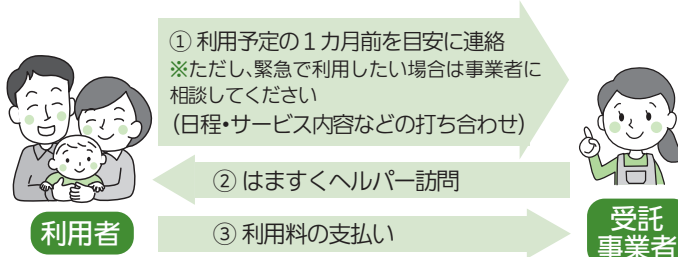 ① 利用予定の1カ月前を目安に連絡
※ただし、緊急で利用したい場合は事業者に
相談してください
(日程・サービス内容などの打ち合わせ)
② はますくヘルパー訪問
③ 利用料の支払い
利用者
受託
事業者